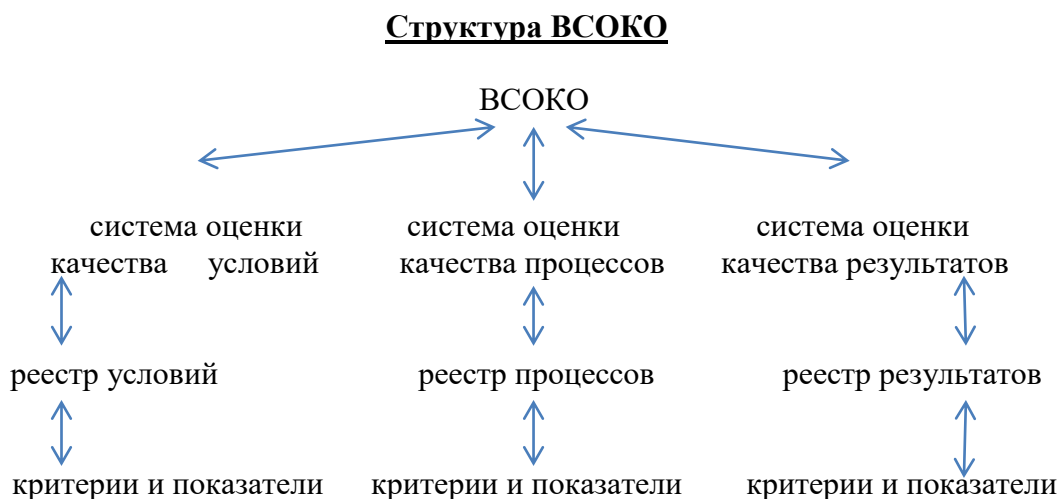 Структура ВСОКО
ВСОКО
система оценки система оценки система оценки
качества условий качества процессов качества результатов
реестр условий реестр процессов реестр результатов
критерии и показатели критерии и показатели критерии и показатели